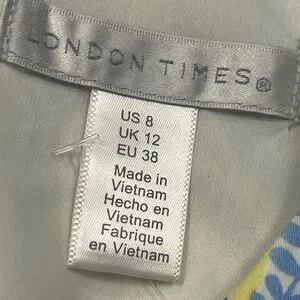 LONDON TIMES®
US 8
UK 12
EU 38
Made in
Vietnam
Hecho en
Vietnam
Fabrique
en Vietnam